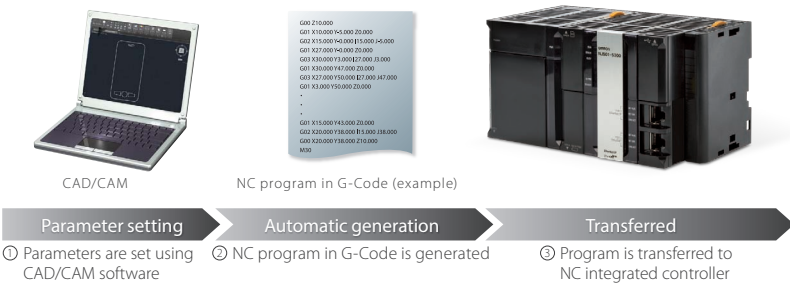 G00 Z10.000
G01 X10.000 Y-5.000 Z0.000
G02 X15.000 Y-0.000 I15.000 J-5.000
G01 X27.000 Y-0.000 Z0.000
G03 X30.000 Y3.000 I27.000 J3.000
G01 X30.000 Y47.000 Z0.000
G03 X27.000 Y50.000 I27.000 J47.000
G01 X3.000 Y50.000 Z0.000
.
.
.
G01 X15.000 Y43.000 Z0.000
G02 X20.000 Y38.000 I15.000 J38.000
G00 X20.000 Y38.000 Z10.000
M30
CAD/CAM
NC program in G-Code (example)
Parameter setting
Automatic generation
Transferred
① Parameters are set using
CAD/CAM software
② NC program in G-Code is generated
③ Program is transferred to
NC integrated controller